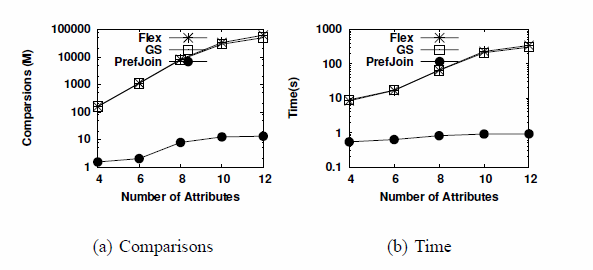 Comparsions (M)
100000
10000
1000
100
10
1
Flex
GS
PrefJoin
4 6 8 10 12
Number of Attributes
(a) Comparisons
Time(s)
1000
100
10
1
0.1
Flex
GS
PrefJoin
4 6 8 10 12
Number of Attributes
(b) Time